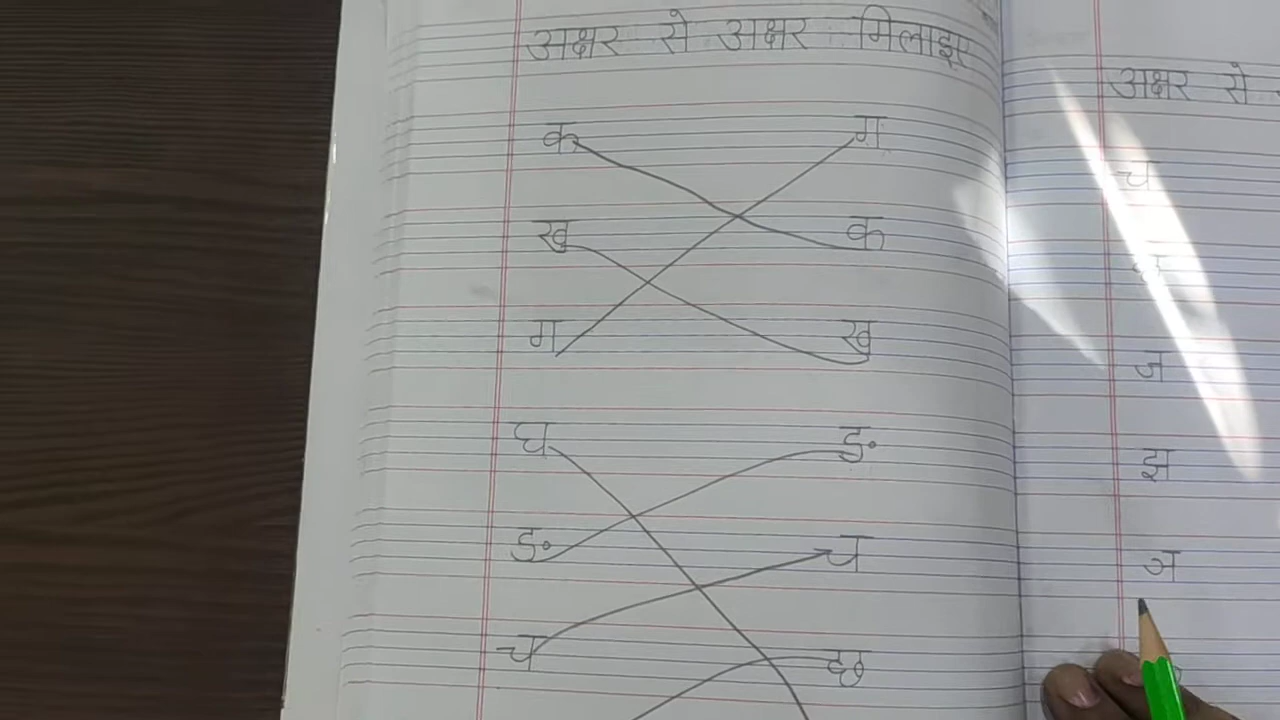 अक्षर से अक्षर मिलाइए
क ग
ख क
ग ख
घ ङ
ङ च
च छ
अक्षर से
च
ज
झ
ञ